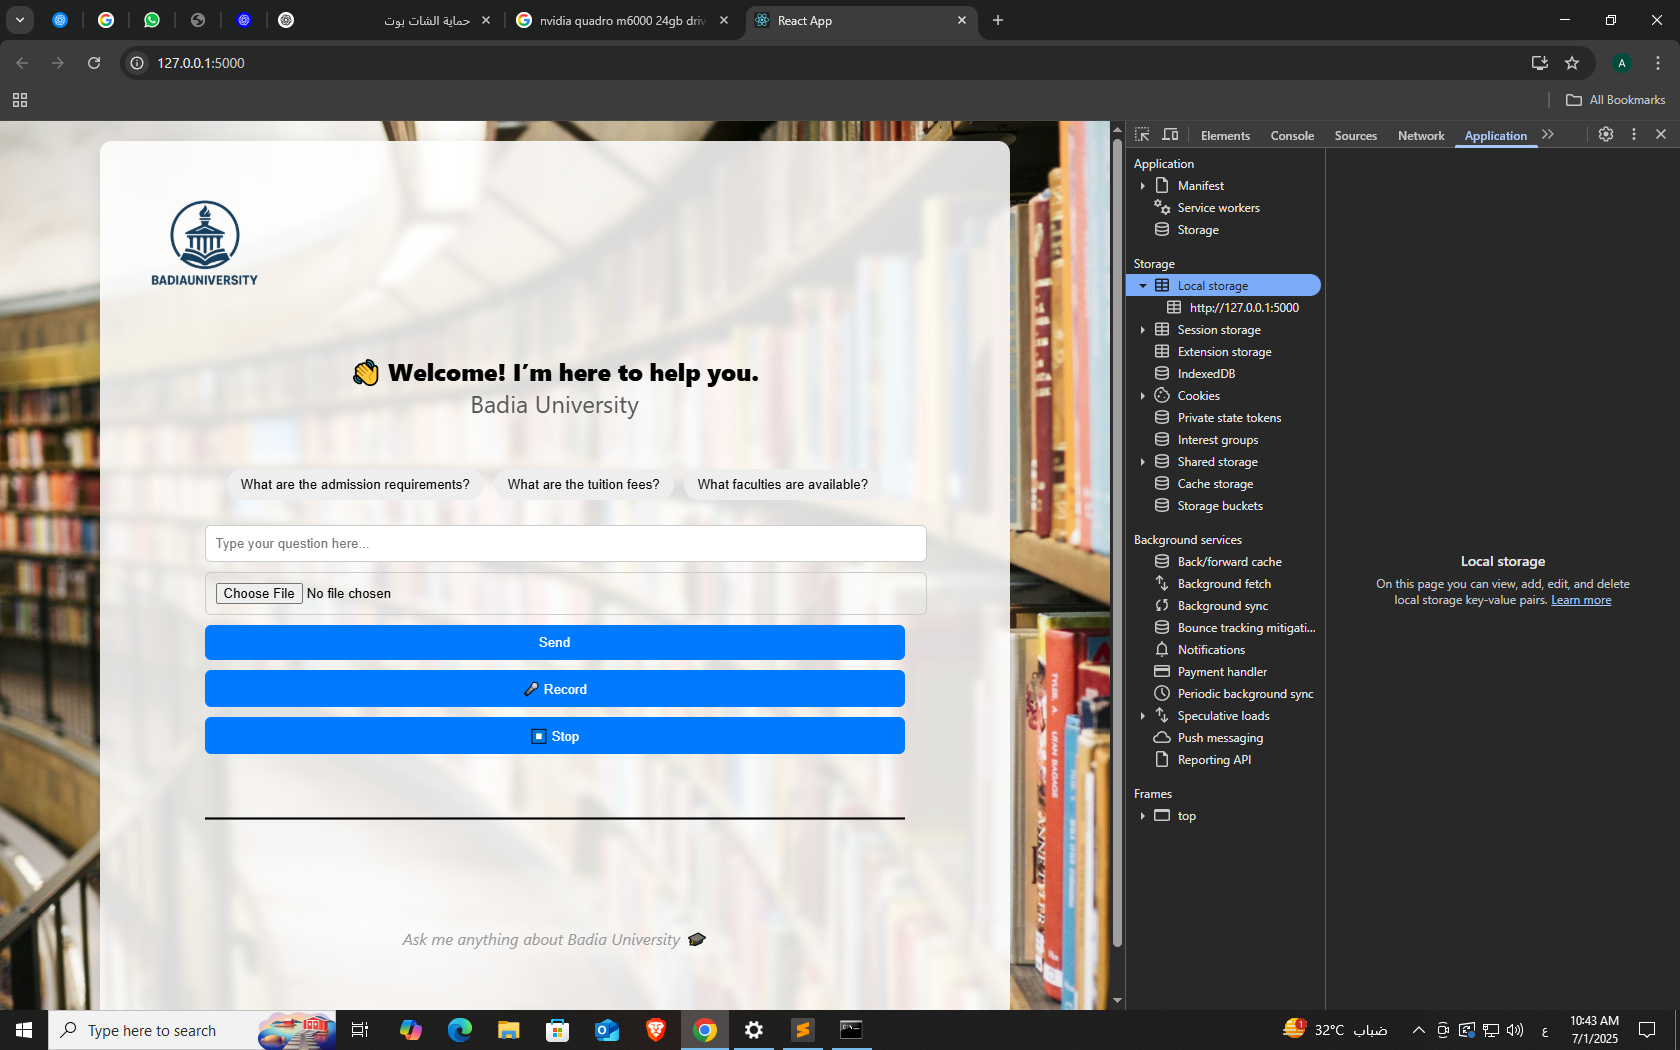 حماية الشات بوت
nvidia quadro m6000 24gb driv
React App
127.0.0.1:5000
A
All Bookmarks
BADIAUNIVERSITY
👋 Welcome! I'm here to help you.
Badia University
What are the admission requirements?
What are the tuition fees?
What faculties are available?
Type your question here...
Choose File No file chosen
Send
🎤 Record
⏹️ Stop
Ask me anything about Badia University 🎓
Elements
Console
Sources
Network
Application
Application
Manifest
Service workers
Storage
Storage
Local storage
http://127.0.0.1:5000
Session storage
Extension storage
IndexedDB
Cookies
Private state tokens
Interest groups
Shared storage
Cache storage
Storage buckets
Background services
Back/forward cache
Background fetch
Background sync
Bounce tracking mitigati...
Notifications
Payment handler
Periodic background sync
Speculative loads
Push messaging
Reporting API
Frames
top
Local storage
On this page you can view, add, edit, and delete
local storage key-value pairs. Learn more
Type here to search
1
32°C ضباب
ع
10:43 AM
7/1/2025